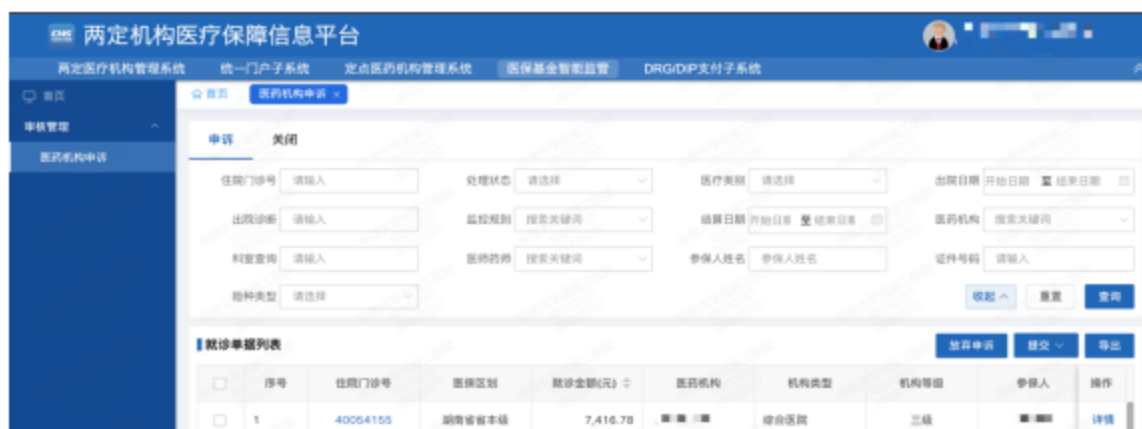 CHS 两定机构医疗保障信息平台
两定医疗机构管理系统 统一门户子系统 定点医药机构管理系统 医保基金智能监管 DRG/DIP支付子系统
首页 首页 医药机构申诉 ×
审核管理
医药机构申诉
申诉 关闭
住院门诊号 请输入 处理状态 请选择 医疗类别 请选择 出院日期 开始日期 至 结束日期
出院诊断 请输入 监控规则 搜索关键词 结算日期 开始日期 至 结束日期 医药机构 搜索关键词
科室查询 请输入 医师药师 搜索关键词 参保人姓名 参保人姓名 证件号码 请输入
险种类型 请选择 收起 重置 查询
就诊单据列表 放弃申诉 提交 导出
序号 住院门诊号 医保区划 就诊金额(元) 医药机构 机构类型 机构等级 参保人 操作
1 40054155 湖南省省本级 7,416.78 综合医院 三级 详情